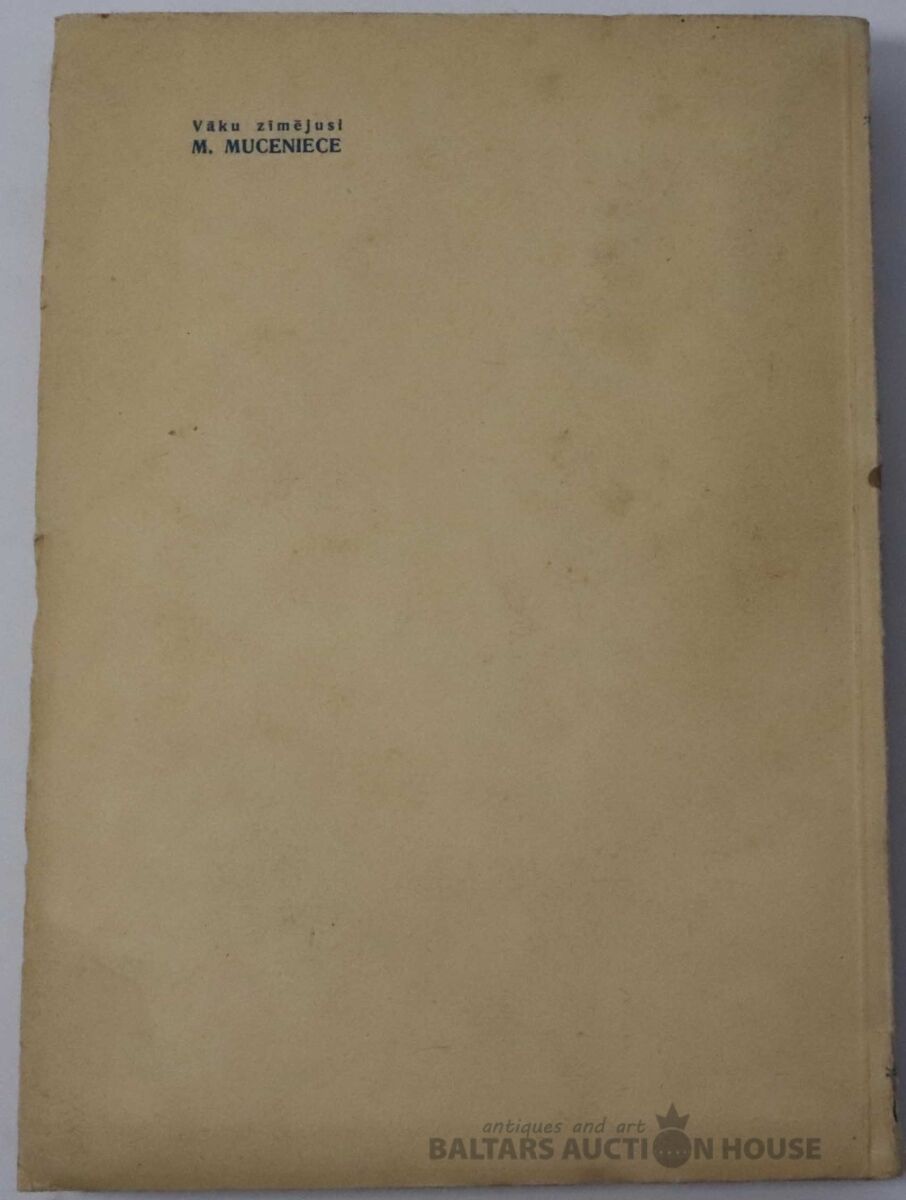 Vāku zīmējusi
M. MUCENIECE
antiques and art
BALTARS AUCTION HOUSE